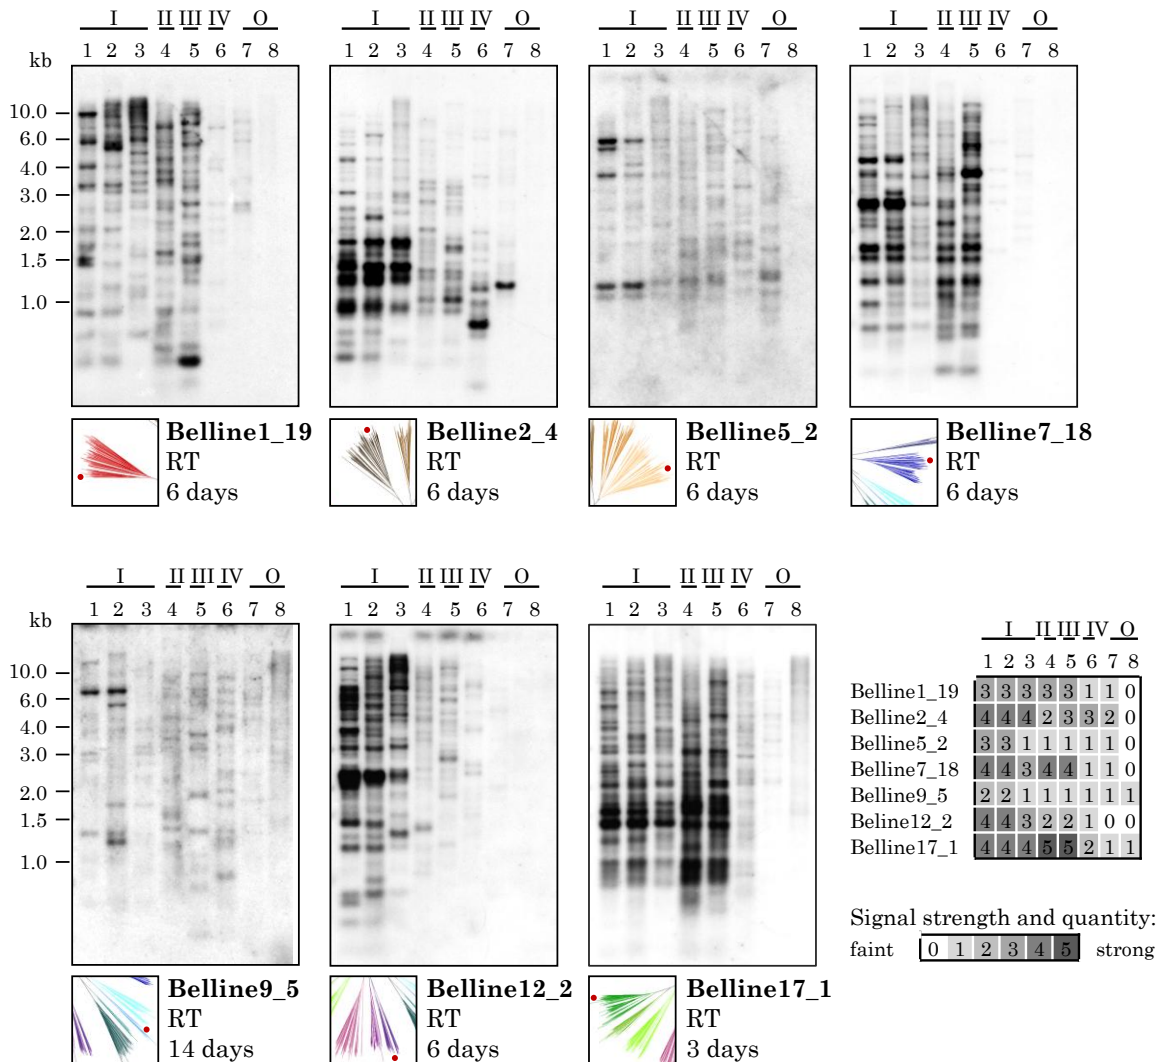 I II III IV O
1 2 3 4 5 6 7 8
I II III IV O
1 2 3 4 5 6 7 8
I II III IV O
1 2 3 4 5 6 7 8
I II III IV O
1 2 3 4 5 6 7 8
kb
10.0
6.0
4.0
3.0
2.0
1.5
1.0
Belline1_19
RT
6 days
Belline2_4
RT
6 days
Belline5_2
RT
6 days
Belline7_18
RT
6 days
I II III IV O
1 2 3 4 5 6 7 8
I II III IV O
1 2 3 4 5 6 7 8
I II III IV O
1 2 3 4 5 6 7 8
kb
10.0
6.0
4.0
3.0
2.0
1.5
1.0
Belline9_5
RT
14 days
Belline12_2
RT
6 days
Belline17_1
RT
3 days
I II III IV O
1 2 3 4 5 6 7 8
Belline1_19 3 3 3 3 3 1 1 0
Belline2_4 4 4 4 2 3 3 2 0
Belline5_2 3 3 1 1 1 1 1 0
Belline7_18 4 4 3 4 4 1 1 0
Belline9_5 2 2 1 1 1 1 1 1
Beline12_2 4 4 3 2 2 1 0 0
Belline17_1 4 4 4 5 5 2 1 1
Signal strength and quantity:
faint 0 1 2 3 4 5 strong